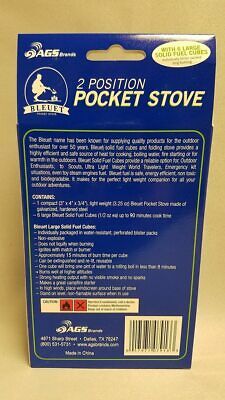 AGS Brands
WITH 6 LARGE
SOLID FUEL CUBES
2 POSITION
POCKET STOVE
BLEUET
The Bleuet name has been known for supplying quality products for the outdoor
enthusiast for over 50 years. Bleuet solid fuel cubes and folding stove provides a
highly efficient and safe source of heat for cooking, boiling water, fire starting or for
warmth in the outdoors. Bleuet Solid Fuel Cubes provide a reliable option for: Outdoor
Enthusiasts, to Scouts, Ultra Light Weight Travelers, World War Kit Emergency
situations, even by steam engines fuel. Bleuet fuel is safe, energy efficient, non toxic
and biodegradable. It makes for the perfect light weight companion for all your
outdoor adventures.
CONTAINS:
- 1 compact (3" x 4" x 3/4"), light weight (3.25 oz) Bleuet Pocket Stove made of
galvanized, hardened steel.
- 6 large Bleuet Solid Fuel Cubes (1/2 oz ea) up to 90 minutes cook time
Bleuet Large Solid Fuel Cubes:
- Individually packaged in water-resistant, perforated blister packs
- Non-explosive
- Does not liquify when burning
- Ignites with match or lighter
- Approximately 15 minutes of burn time per cube
- Can be extinguished and re-lit, reused
- One cube will bring one pint of water to a rolling boil in less than 8 minutes
- Burns well at higher altitudes
- Strong heating output with no visible smoke and no sparks
- Makes a great campfire starter
- In high winds, place windscreen around base of stove
- Stand on level, non-flamable surface when in use
AGS Brands
4971 Sharp Street • Dallas, TX 75247
(800) 531-0731 • www.agsbrands.com
Made in China